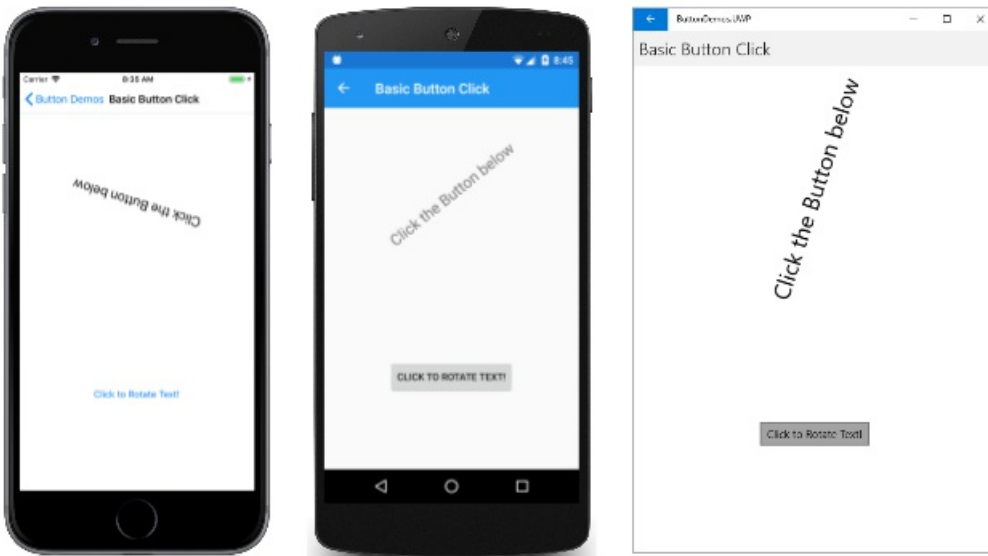 Carrier 8:35 AM
Button Demos Basic Button Click
Click the Button below
Click to Rotate Text!
8:45
Basic Button Click
Click the Button below
CLICK TO ROTATE TEXT!
ButtonDemos.UWP
Basic Button Click
Click the Button below
Click to Rotate Text!